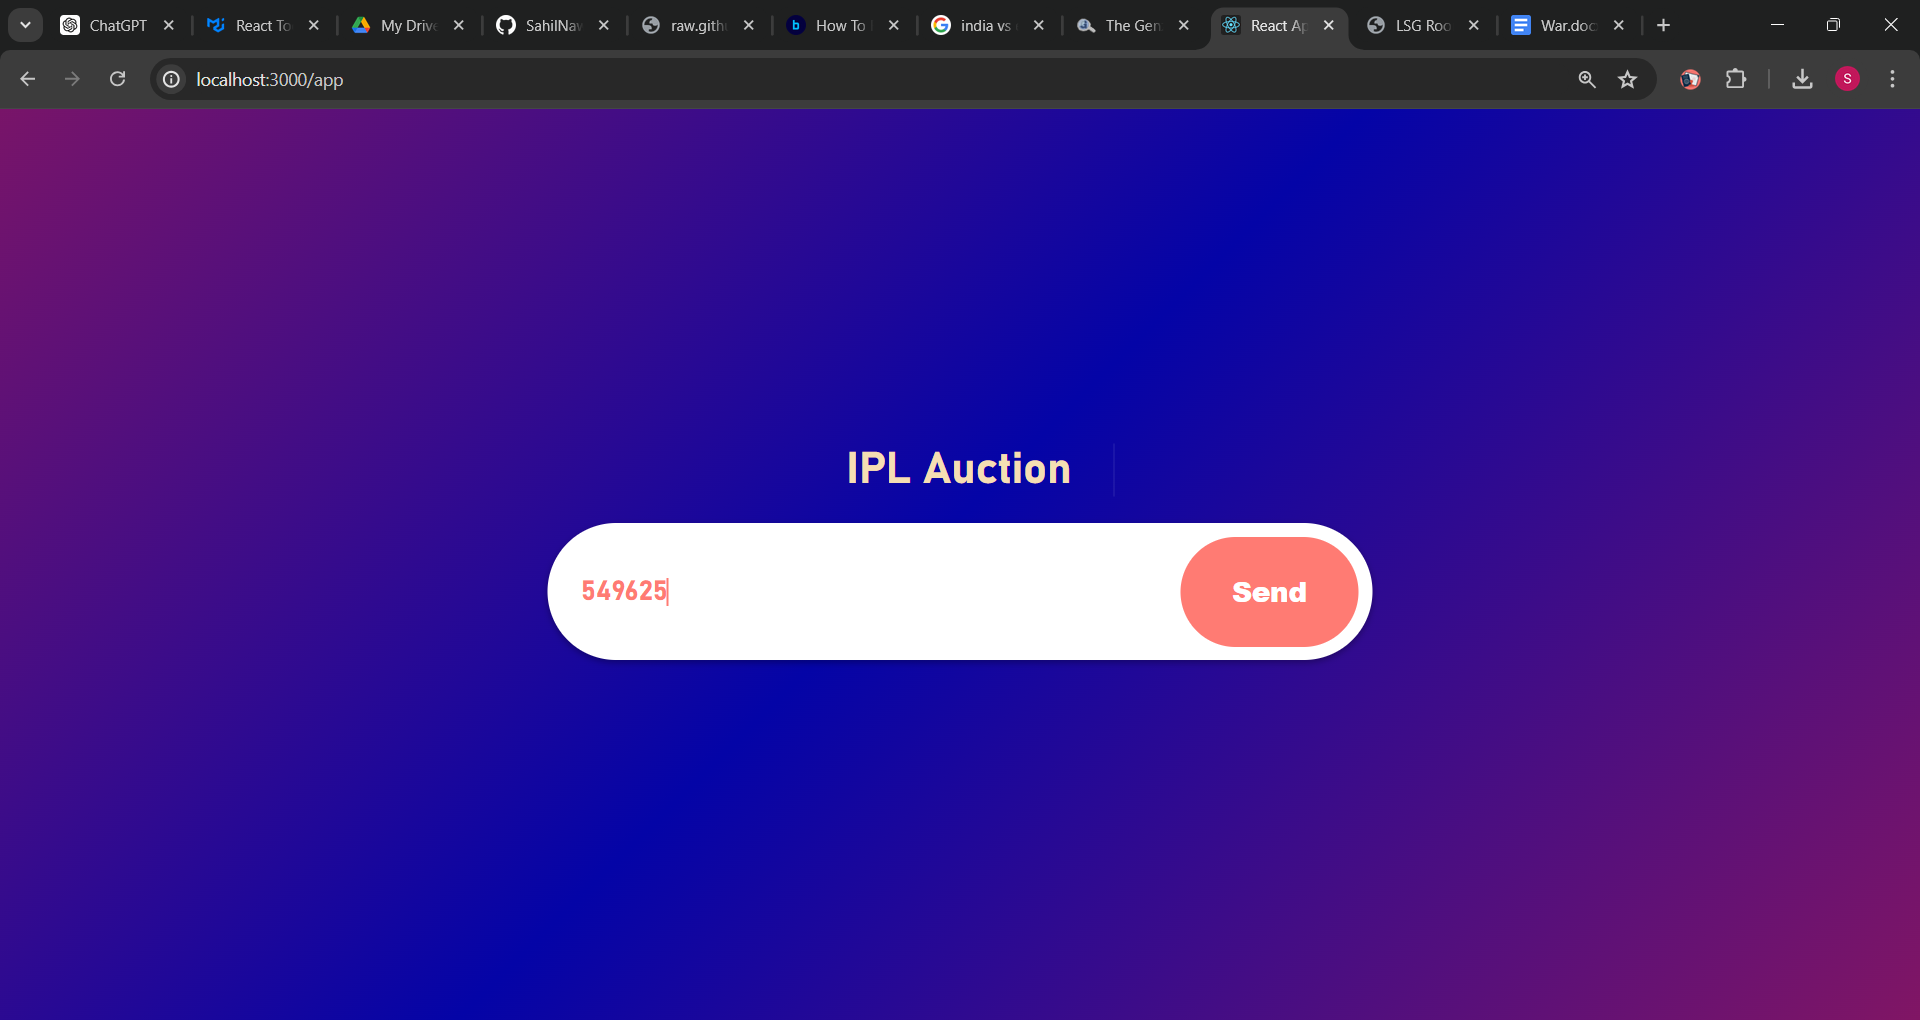 ChatGPT
React To
My Drive
SahilNav
raw.gith
How To
india vs
The Gen
React Ap
LSG Roo
War.doc
localhost:3000/app
S
IPL Auction
549625
Send